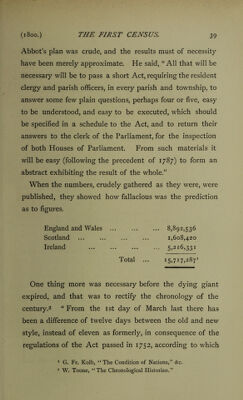 (1800.) THE FIRST CENSUS. 39
Abbot's plan was crude, and the results must of necessity
have been merely approximate. He said, "All that will be
necessary will be to pass a short Act, requiring the resident
clergy and parish officers, in every parish and township, to
answer some few plain questions, perhaps four or five, easy
to be understood, and easy to be executed, which should
be specified in a schedule to the Act, and to return their
answers to the clerk of the Parliament, for the inspection
of both Houses of Parliament. From such materials it
will be easy (following the precedent of 1787) to form an
abstract exhibiting the result of the whole."
When the numbers, crudely gathered as they were, were
published, they showed how fallacious was the prediction
as to figures.
England and Wales ... ... ... 8,892,536
Scotland ... ... ... ... 1,608,420
Ireland ... ... ... ... 5,216,331
Total ... 15,717,287¹
One thing more was necessary before the dying giant
expired, and that was to rectify the chronology of the
century.² "From the 1st day of March last there has
been a difference of twelve days between the old and new
style, instead of eleven as formerly, in consequence of the
regulations of the Act passed in 1752, according to which
¹ G. Fr. Kolb, "The Condition of Nations," &c.
² W. Toone, "The Chronological Historian."